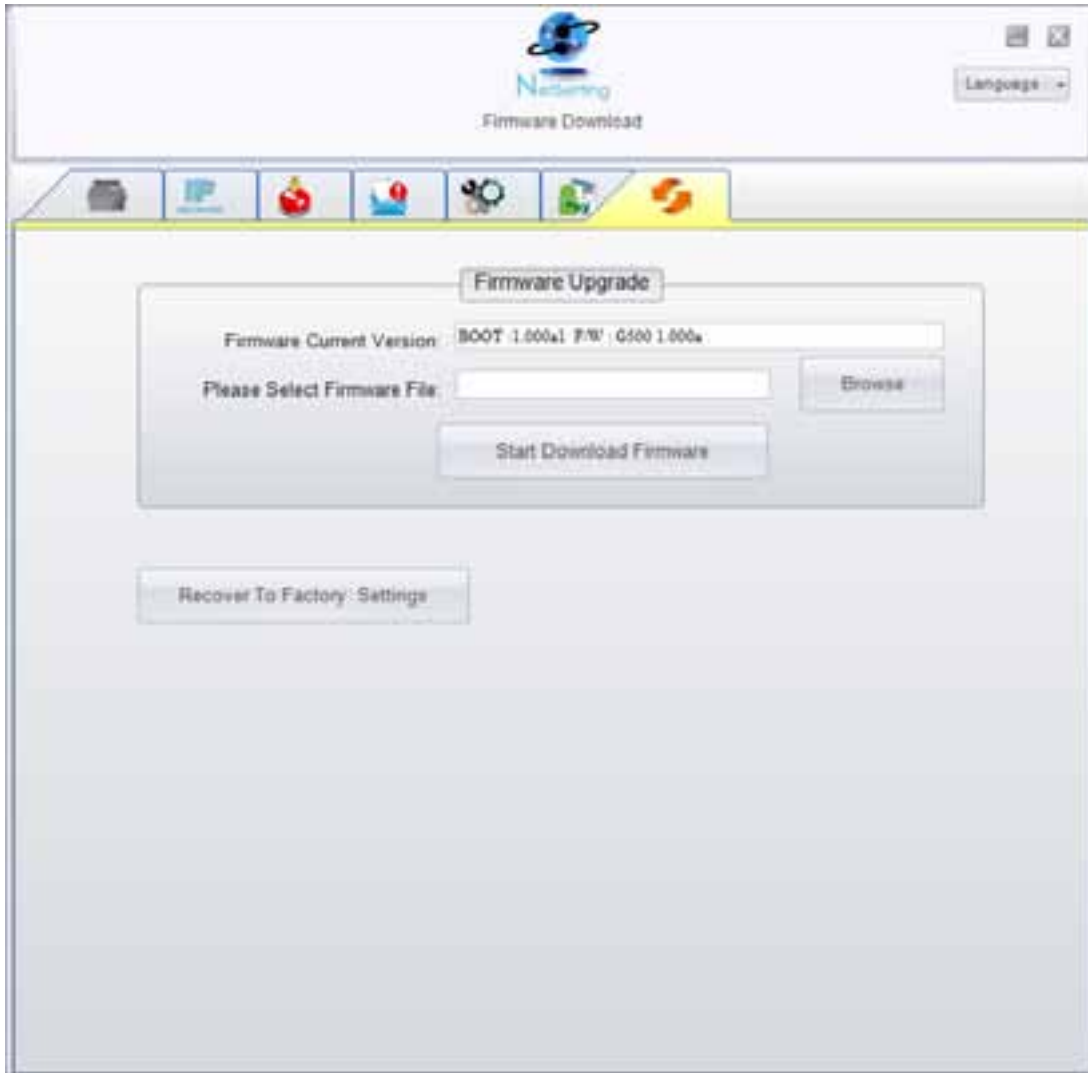 NetSetting
Language
Firmware Download
IP
Firmware Upgrade
Firmware Current Version: BOOT :1.000a1 F/W : G500 1.000a
Please Select Firmware File:
Browse
Start Download Firmware
Recover To Factory Settings